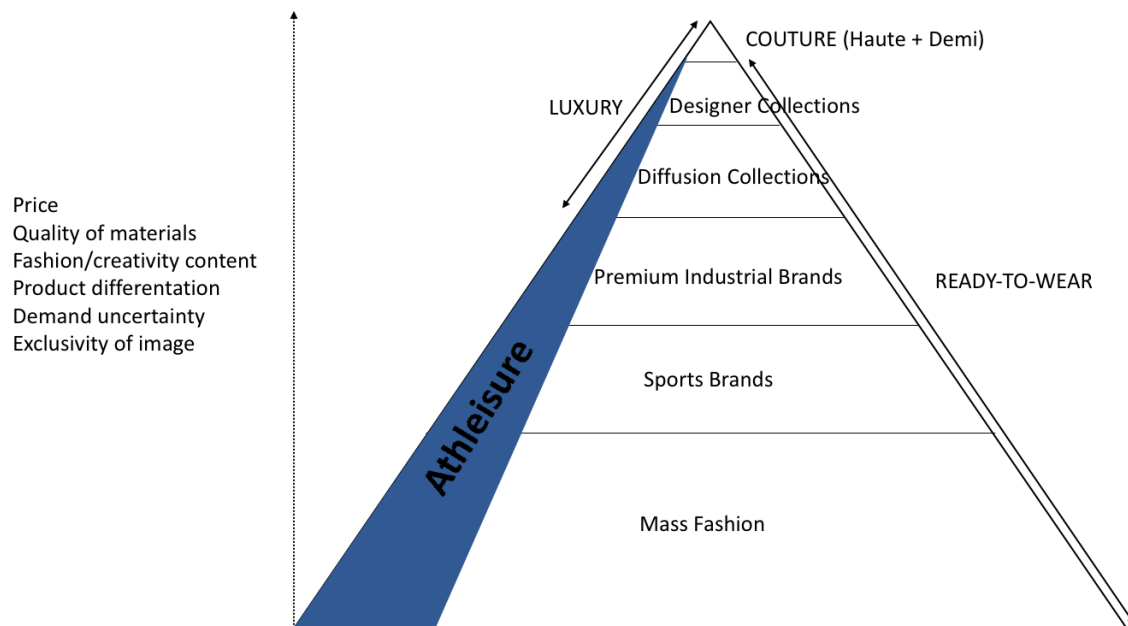 COUTURE (Haute + Demi)
LUXURY
Designer Collections
Diffusion Collections
Price
Quality of materials
Fashion/creativity content
Product differentation
Demand uncertainty
Exclusivity of image
Premium Industrial Brands
READY-TO-WEAR
Athleisure
Sports Brands
Mass Fashion